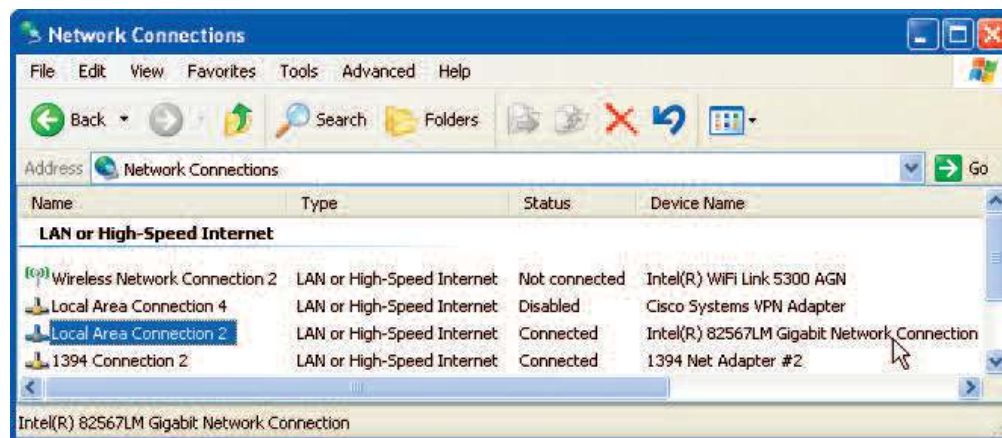 Network Connections
File Edit View Favorites Tools Advanced Help
Back Search Folders
Address Network Connections Go
Name Type Status Device Name
LAN or High-Speed Internet
Wireless Network Connection 2 LAN or High-Speed Internet Not connected Intel(R) WiFi Link 5300 AGN
Local Area Connection 4 LAN or High-Speed Internet Disabled Cisco Systems VPN Adapter
Local Area Connection 2 LAN or High-Speed Internet Connected Intel(R) 82567LM Gigabit Network Connection
1394 Connection 2 LAN or High-Speed Internet Connected 1394 Net Adapter #2
Intel(R) 82567LM Gigabit Network Connection